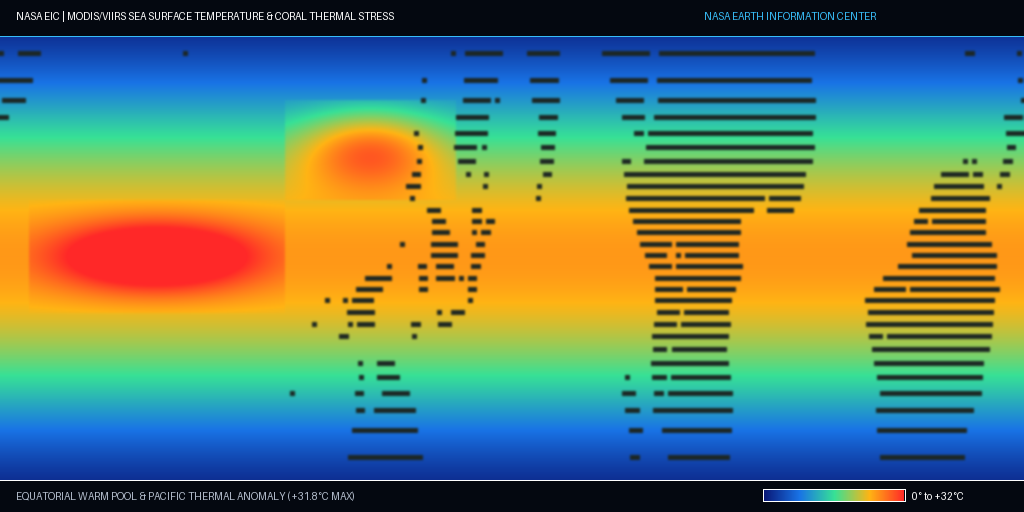 NASA EIC | MODIS/VIIRS SEA SURFACE TEMPERATURE & CORAL THERMAL STRESS
NASA EARTH INFORMATION CENTER
EQUATORIAL WARM POOL & PACIFIC THERMAL ANOMALY (+31.8°C MAX)
0° to +32°C